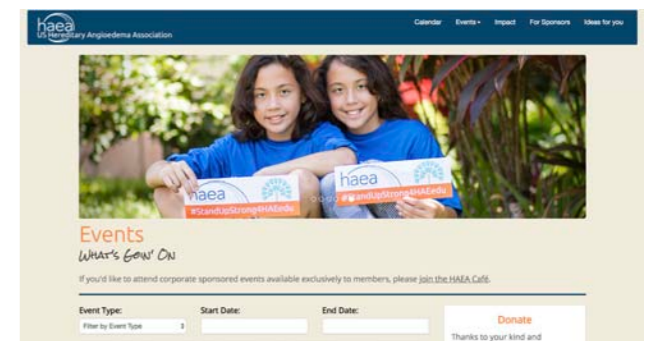 haea
US Hereditary Angioedema Association
Calendar Events Impact For Sponsors Ideas for you
haea
#StandUpStrong4HAEedu
haea
#StandUpStrong4HAEedu
Events
WHAT'S GOIN' ON
If you'd like to attend corporate sponsored events available exclusively to members, please join the HAEA Café.
Event Type: Start Date: End Date:
Filter by Event Type
Donate
Thanks to your kind and